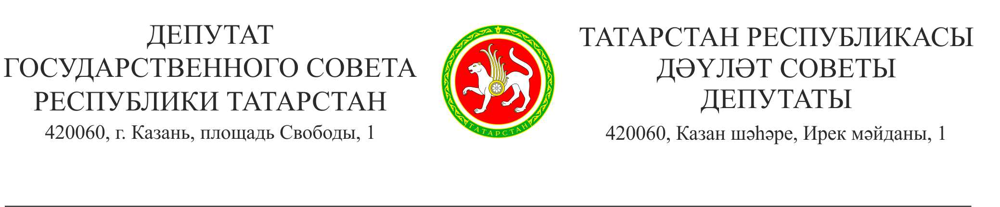 ДЕПУТАТ
ГОСУДАРСТВЕННОГО СОВЕТА
РЕСПУБЛИКИ ТАТАРСТАН
420060, г. Казань, площадь Свободы, 1
ТАТАРСТАН
ТАТАРСТАН РЕСПУБЛИКАСЫ
ДӘҮЛӘТ СОВЕТЫ
ДЕПУТАТЫ
420060, Казан шәһәре, Ирек мәйданы, 1